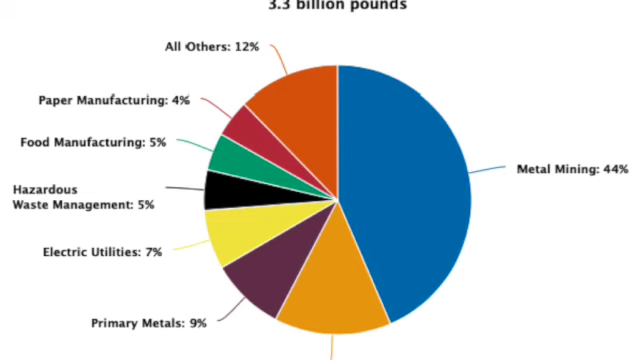 3.3 billion pounds
All Others: 12%
Paper Manufacturing: 4%
Food Manufacturing: 5%
Metal Mining: 44%
Hazardous
Waste Management: 5%
Electric Utilities: 7%
Primary Metals: 9%